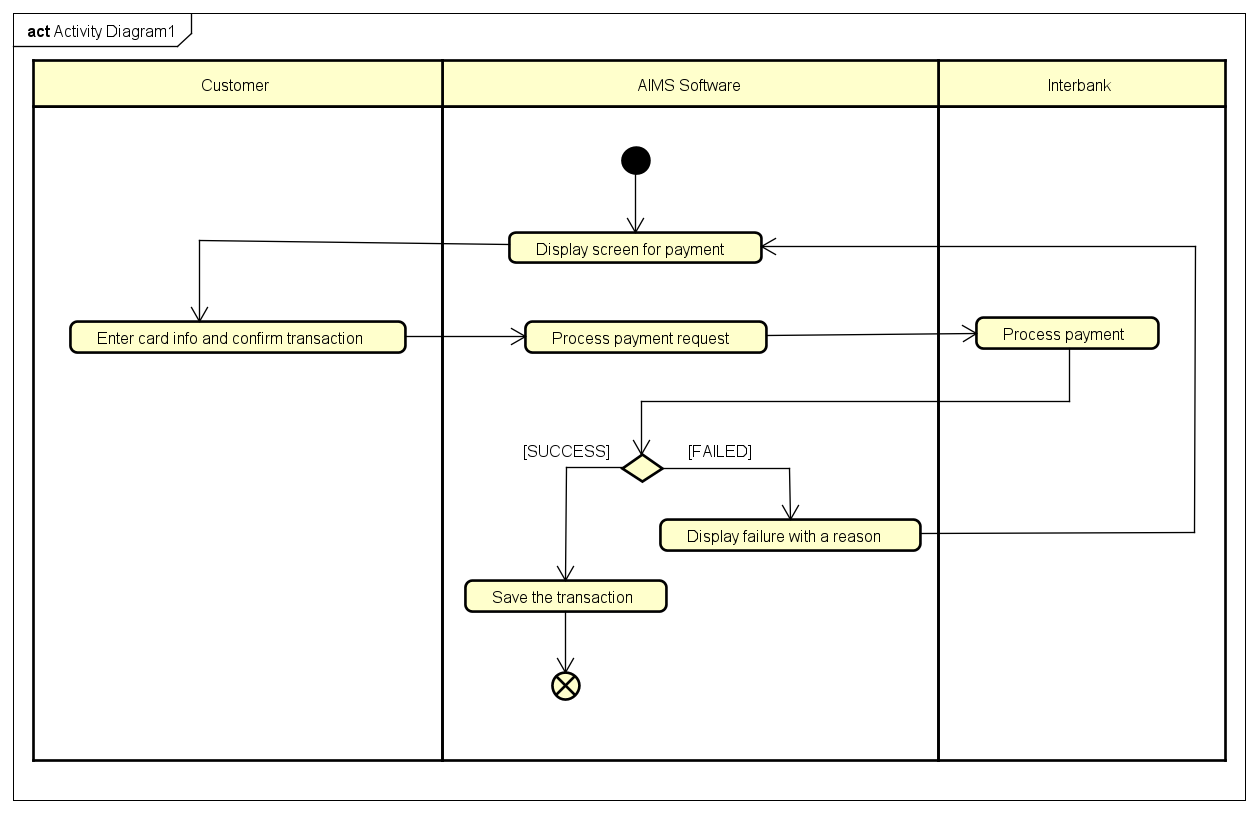 act Activity Diagram1
Customer
AIMS Software
Interbank
Display screen for payment
Enter card info and confirm transaction
Process payment request
Process payment
[SUCCESS]
[FAILED]
Display failure with a reason
Save the transaction